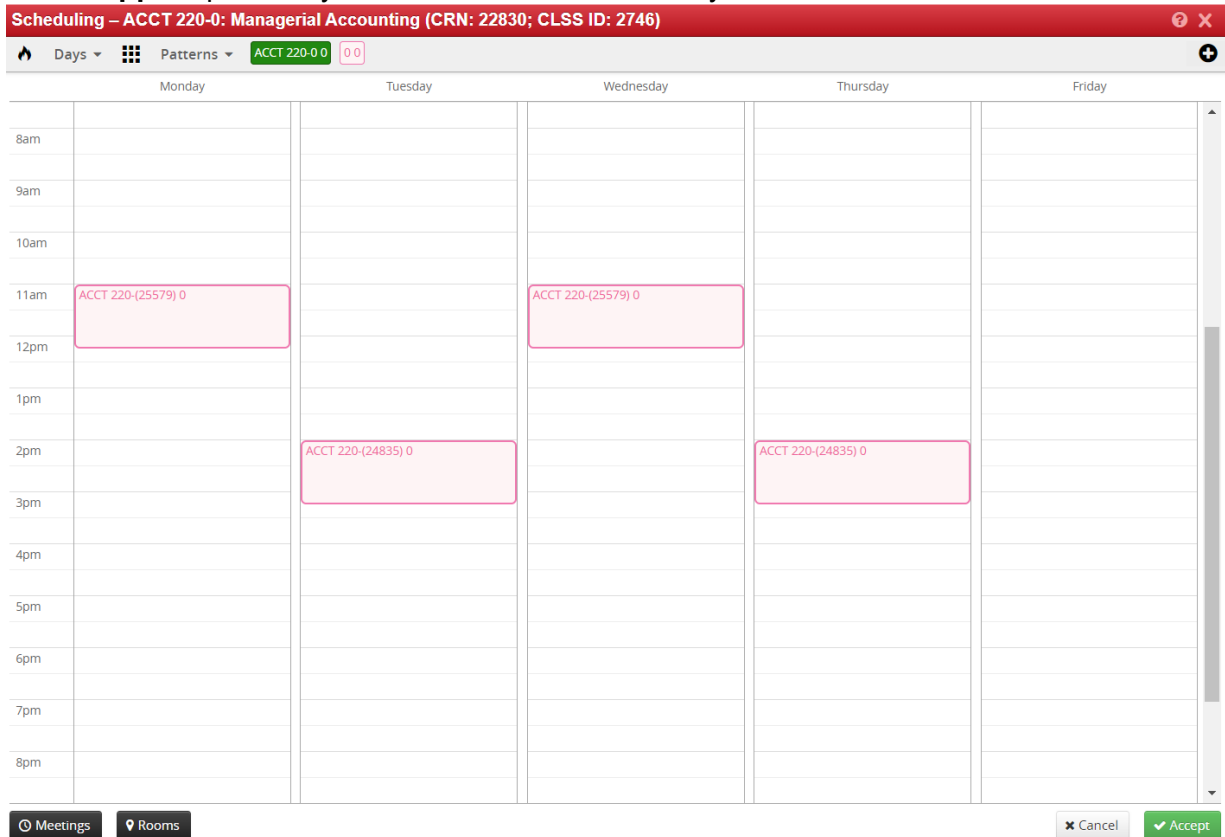 Scheduling – ACCT 220-0: Managerial Accounting (CRN: 22830; CLSS ID: 2746)
Days Patterns ACCT 220-0 0 0 0
Monday Tuesday Wednesday Thursday Friday
8am
9am
10am
11am ACCT 220-(25579) 0 ACCT 220-(25579) 0
12pm
1pm
2pm ACCT 220-(24835) 0 ACCT 220-(24835) 0
3pm
4pm
5pm
6pm
7pm
8pm
Meetings Rooms Cancel Accept